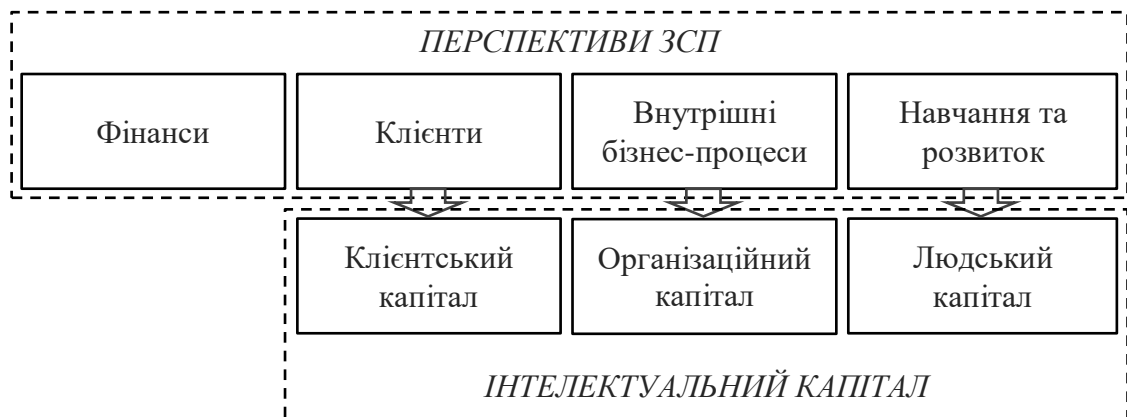 ПЕРСПЕКТИВИ ЗСП
Фінанси
Клієнти
Внутрішні
бізнес-процеси
Навчання та
розвиток
Клієнтський
капітал
Організаційний
капітал
Людський
капітал
ІНТЕЛЕКТУАЛЬНИЙ КАПІТАЛ